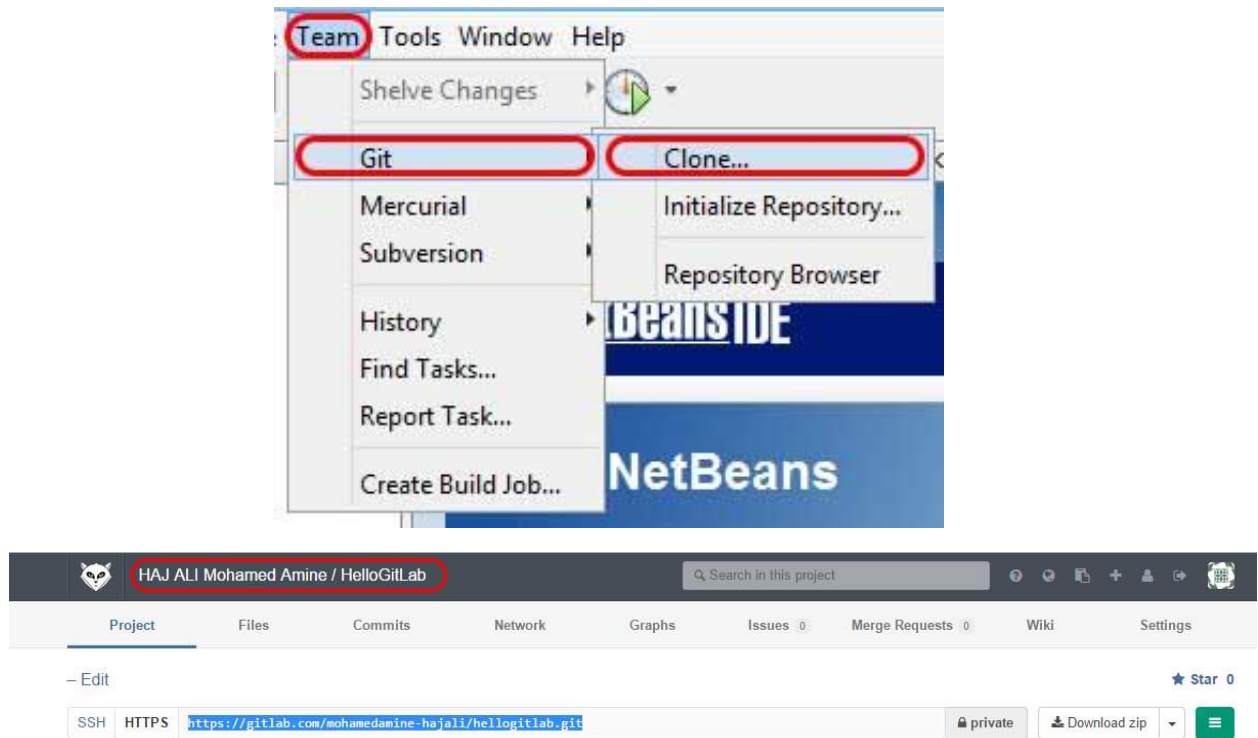 Team Tools Window Help
Shelve Changes
Git
Clone...
Mercurial
Initialize Repository...
Subversion
Repository Browser
History
Beans IDE
Find Tasks...
Report Task...
Create Build Job...
NetBeans
HAJ ALI Mohamed Amine / HelloGitLab
Search in this project
Project Files Commits Network Graphs Issues 0 Merge Requests 0 Wiki Settings
– Edit
Star 0
SSH HTTPS https://gitlab.com/mohamedamine-hajali/hellogitlab.git private Download zip